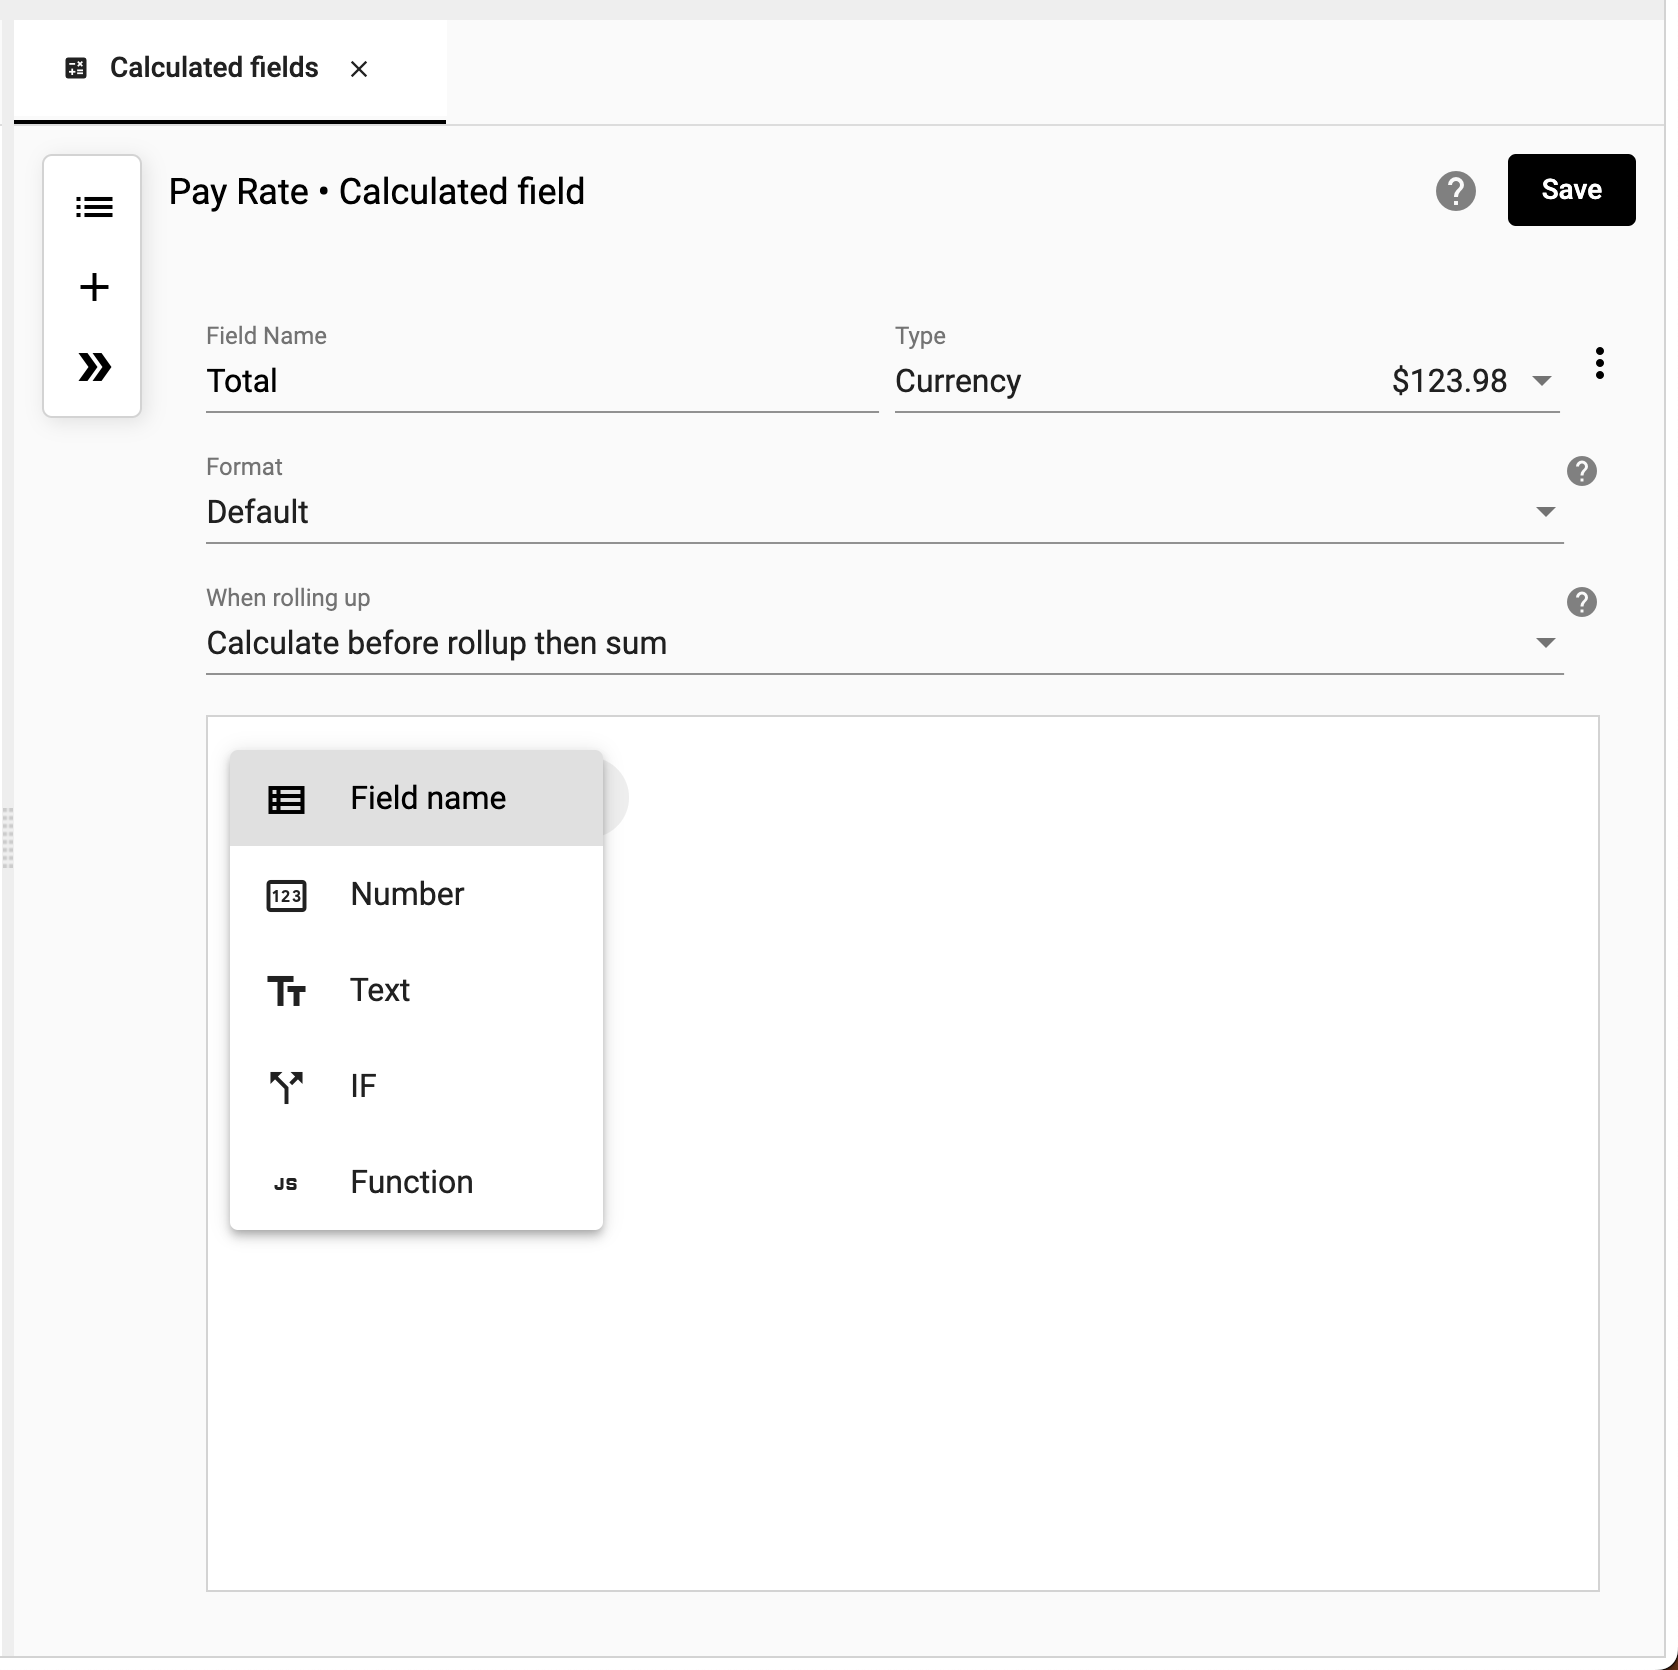 Calculated fields
Pay Rate • Calculated field
Save
Field Name
Total
Type
Currency $123.98
Format
Default
When rolling up
Calculate before rollup then sum
Field name
123 Number
Tt Text
IF
JS Function